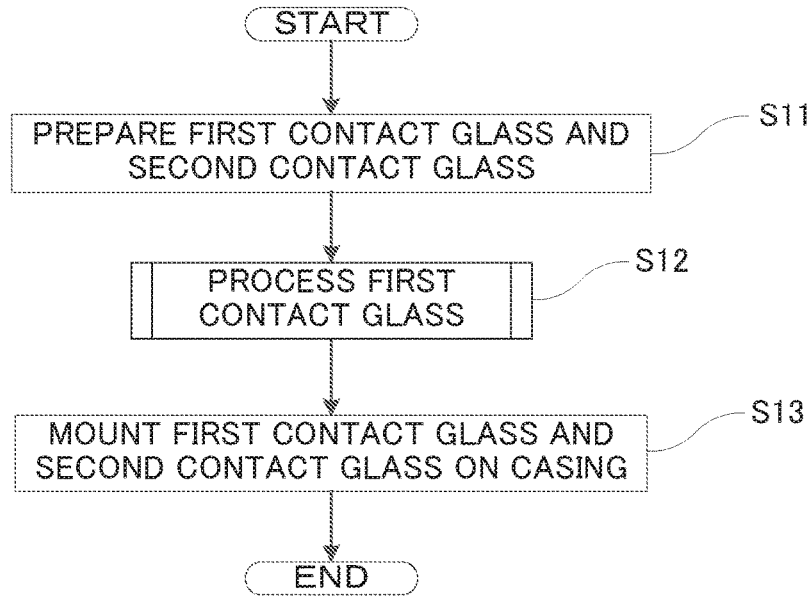 START
PREPARE FIRST CONTACT GLASS AND
SECOND CONTACT GLASS
S11
PROCESS FIRST
CONTACT GLASS
S12
MOUNT FIRST CONTACT GLASS AND
SECOND CONTACT GLASS ON CASING
S13
END